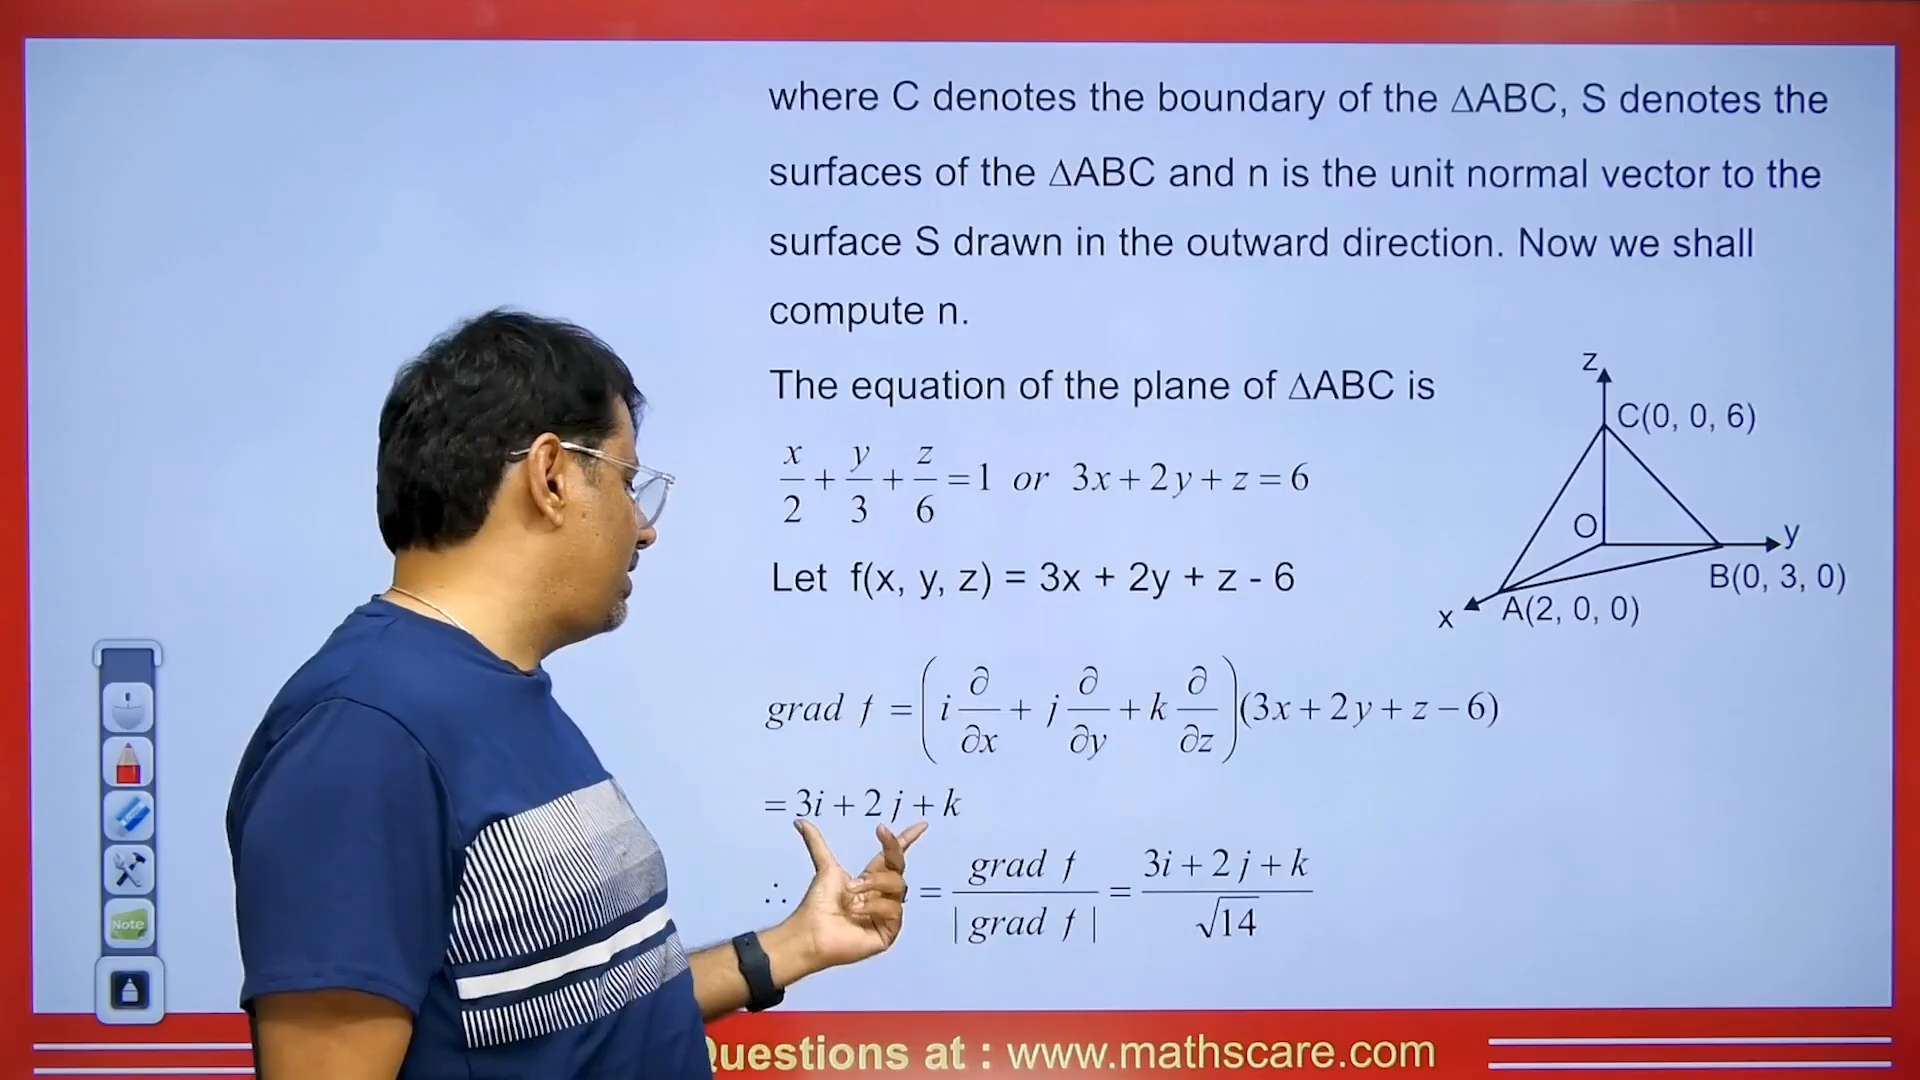 where C denotes the boundary of the ΔABC, S denotes the
surfaces of the ΔABC and n is the unit normal vector to the
surface S drawn in the outward direction. Now we shall
compute n.
The equation of the plane of ΔABC is
x/2 + y/3 + z/6 = 1 or 3x + 2y + z = 6
Let f(x, y, z) = 3x + 2y + z - 6
z
C(0, 0, 6)
O
y
B(0, 3, 0)
x
A(2, 0, 0)
grad f = (i ∂/∂x + j ∂/∂y + k ∂/∂z)(3x + 2y + z − 6)
= 3i + 2j + k
∴ = grad f / | grad f | = (3i + 2j + k) / √14
Note
Questions at : www.mathscare.com